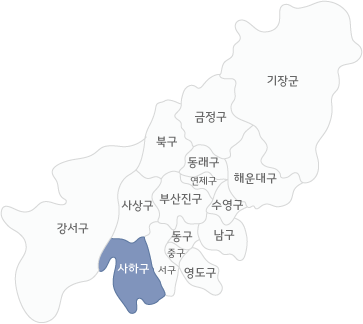 기장군
금정구
북구
동래구
연제구
해운대구
사상구
부산진구
수영구
강서구
동구
남구
중구
사하구
서구
영도구